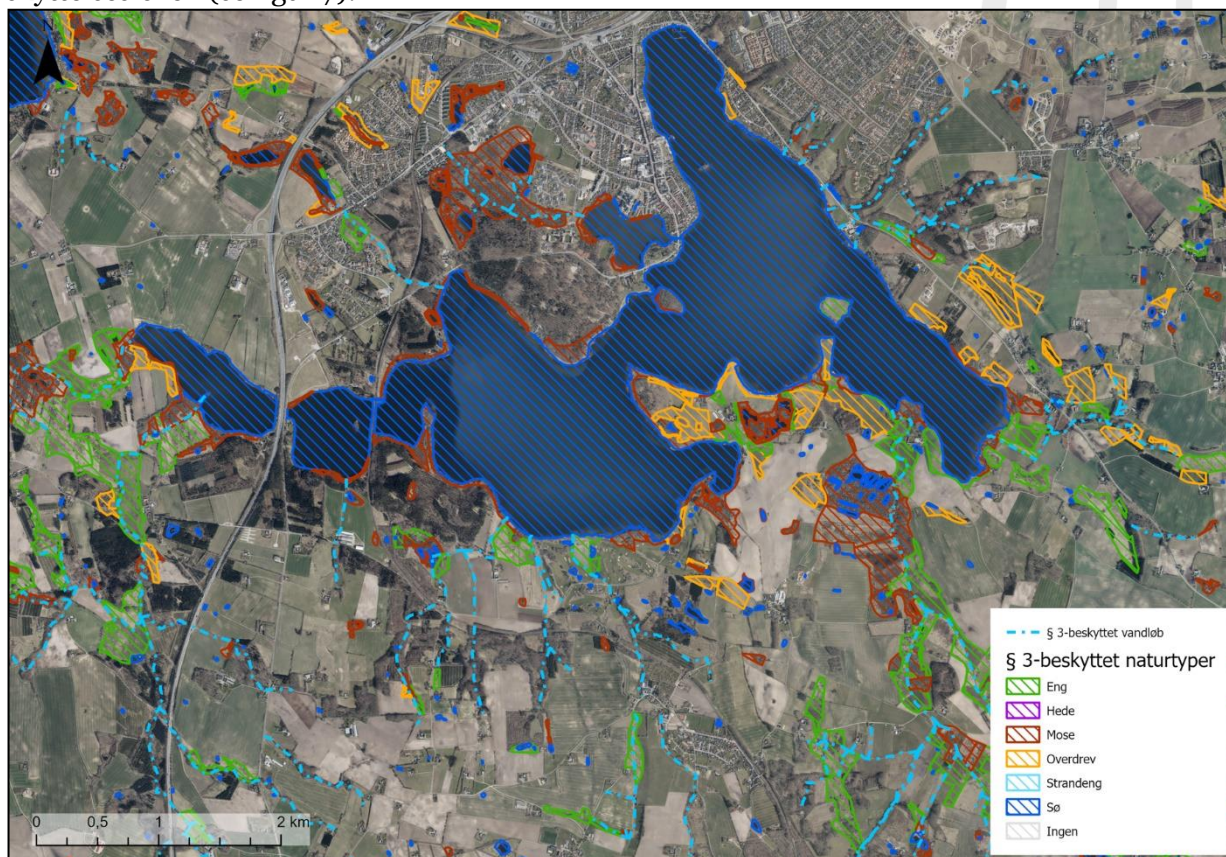 N
§ 3-beskyttet vandløb
§ 3-beskyttet naturtyper
Eng
Hede
Mose
Overdrev
Strandeng
Sø
Ingen
0 0,5 1 2 km